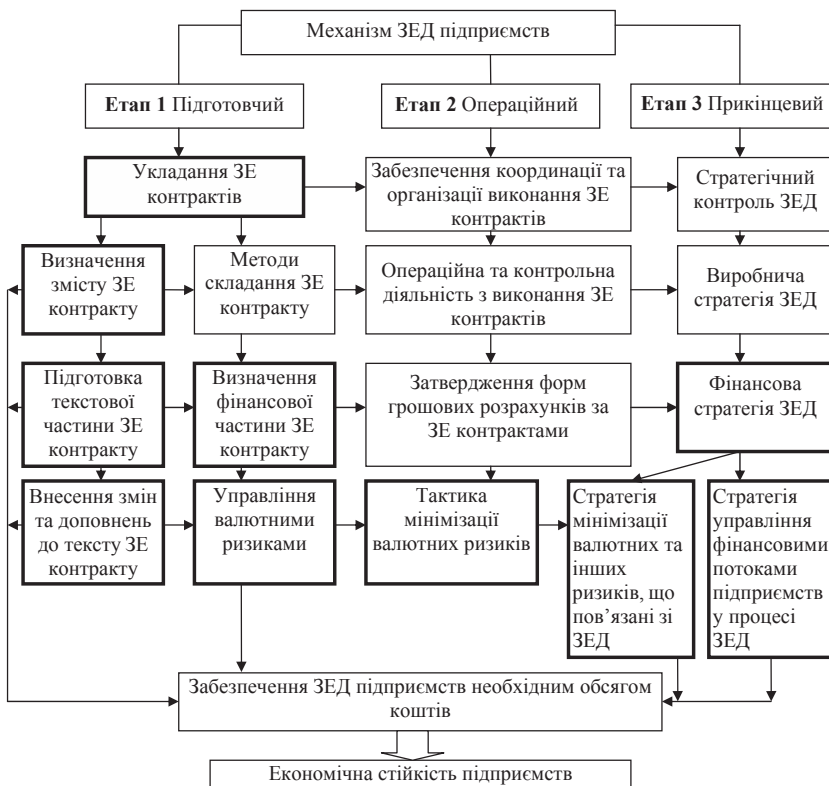 Механізм ЗЕД підприємств
Етап 1 Підготовчий
Етап 2 Операційний
Етап 3 Прикінцевий
Укладання ЗЕ
контрактів
Забезпечення координації та
організації виконання ЗЕ
контрактів
Стратегічний
контроль ЗЕД
Визначення
змісту ЗЕ
контракту
Методи
складання ЗЕ
контракту
Операційна та контрольна
діяльність з виконання ЗЕ
контрактів
Виробнича
стратегія ЗЕД
Підготовка
текстової
частини ЗЕ
контракту
Визначення
фінансової
частини ЗЕ
контракту
Затвердження форм
грошових розрахунків за
ЗЕ контрактами
Фінансова
стратегія ЗЕД
Внесення змін
та доповнень
до тексту ЗЕ
контракту
Управління
валютними
ризиками
Тактика
мінімізації
валютних ризиків
Стратегія
мінімізації
валютних та
інших
ризиків, що
пов’язані зі
ЗЕД
Стратегія
управління
фінансовими
потоками
підприємств
у процесі
ЗЕД
Забезпечення ЗЕД підприємств необхідним обсягом
коштів
Економічна стійкість підприємств